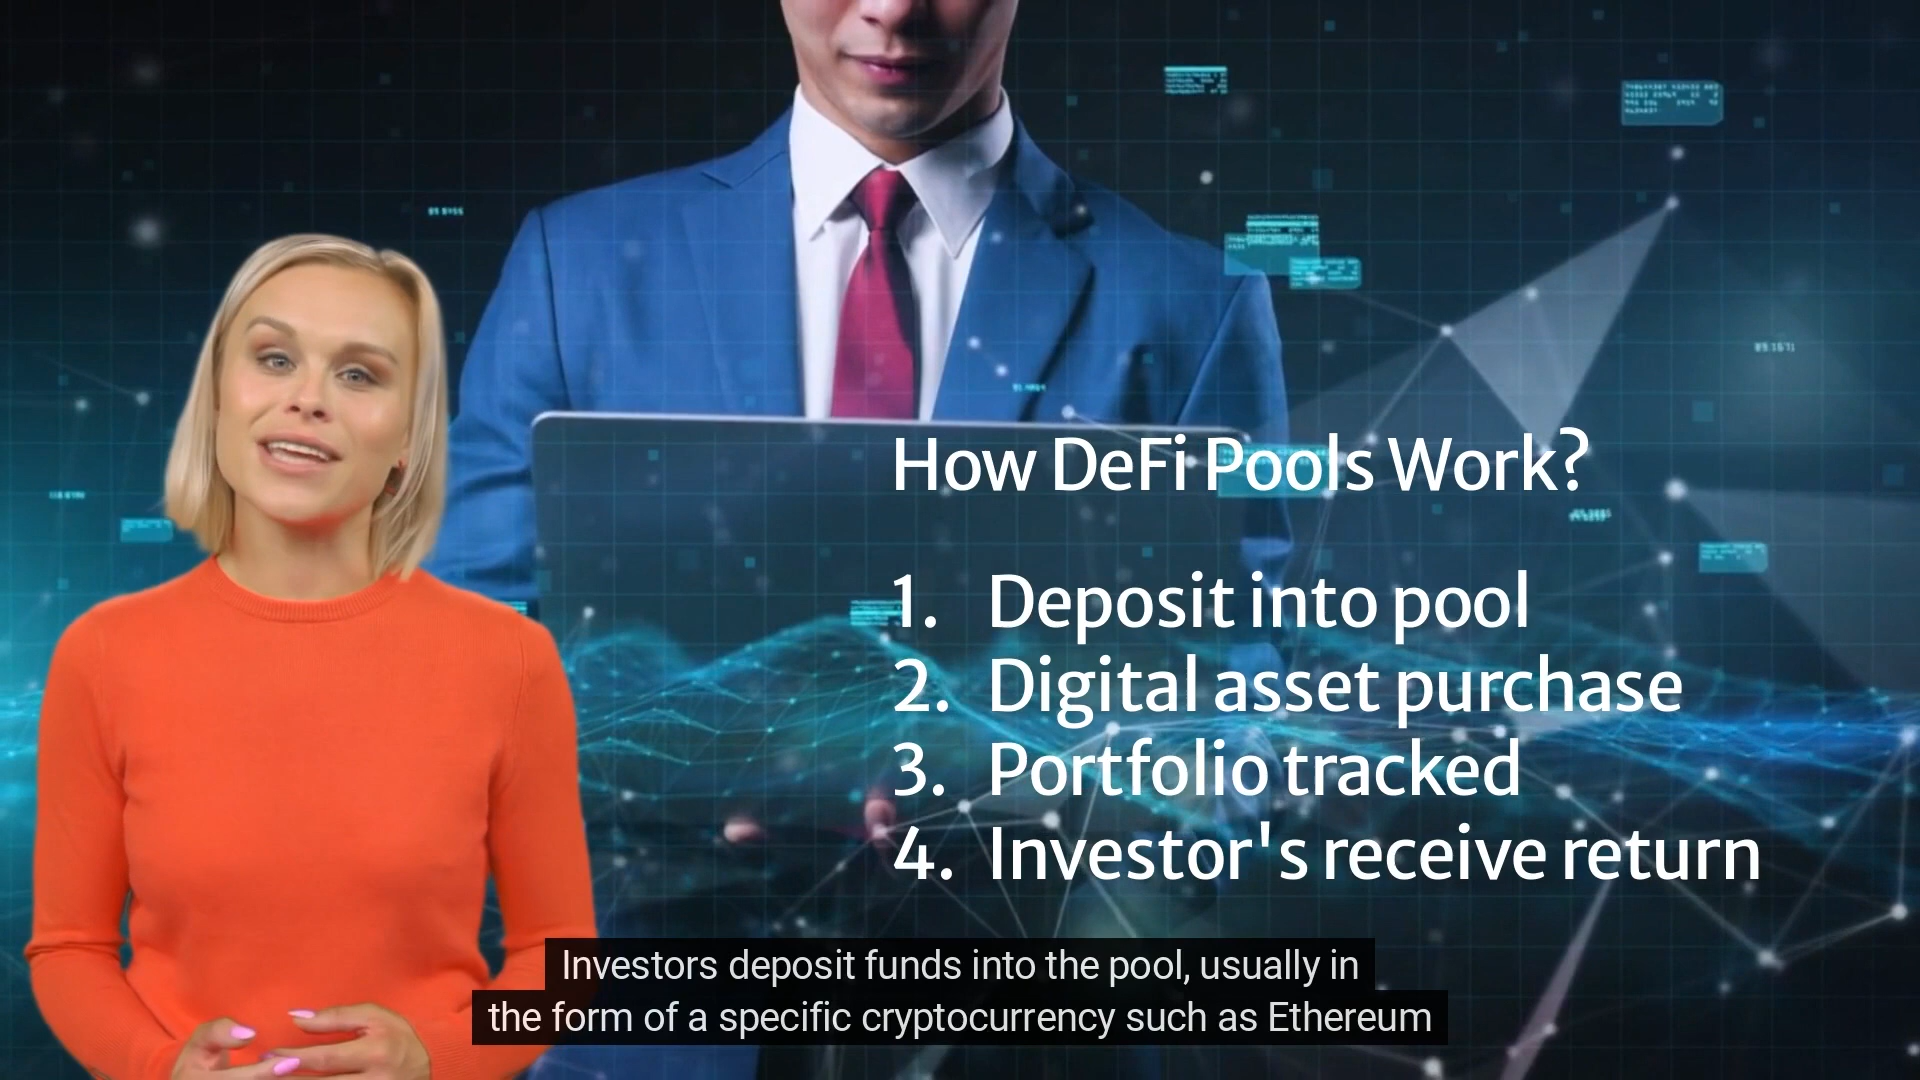 How DeFi Pools Work?
1. Deposit into pool
2. Digital asset purchase
3. Portfolio tracked
4. Investor's receive return
Investors deposit funds into the pool, usually in
the form of a specific cryptocurrency such as Ethereum